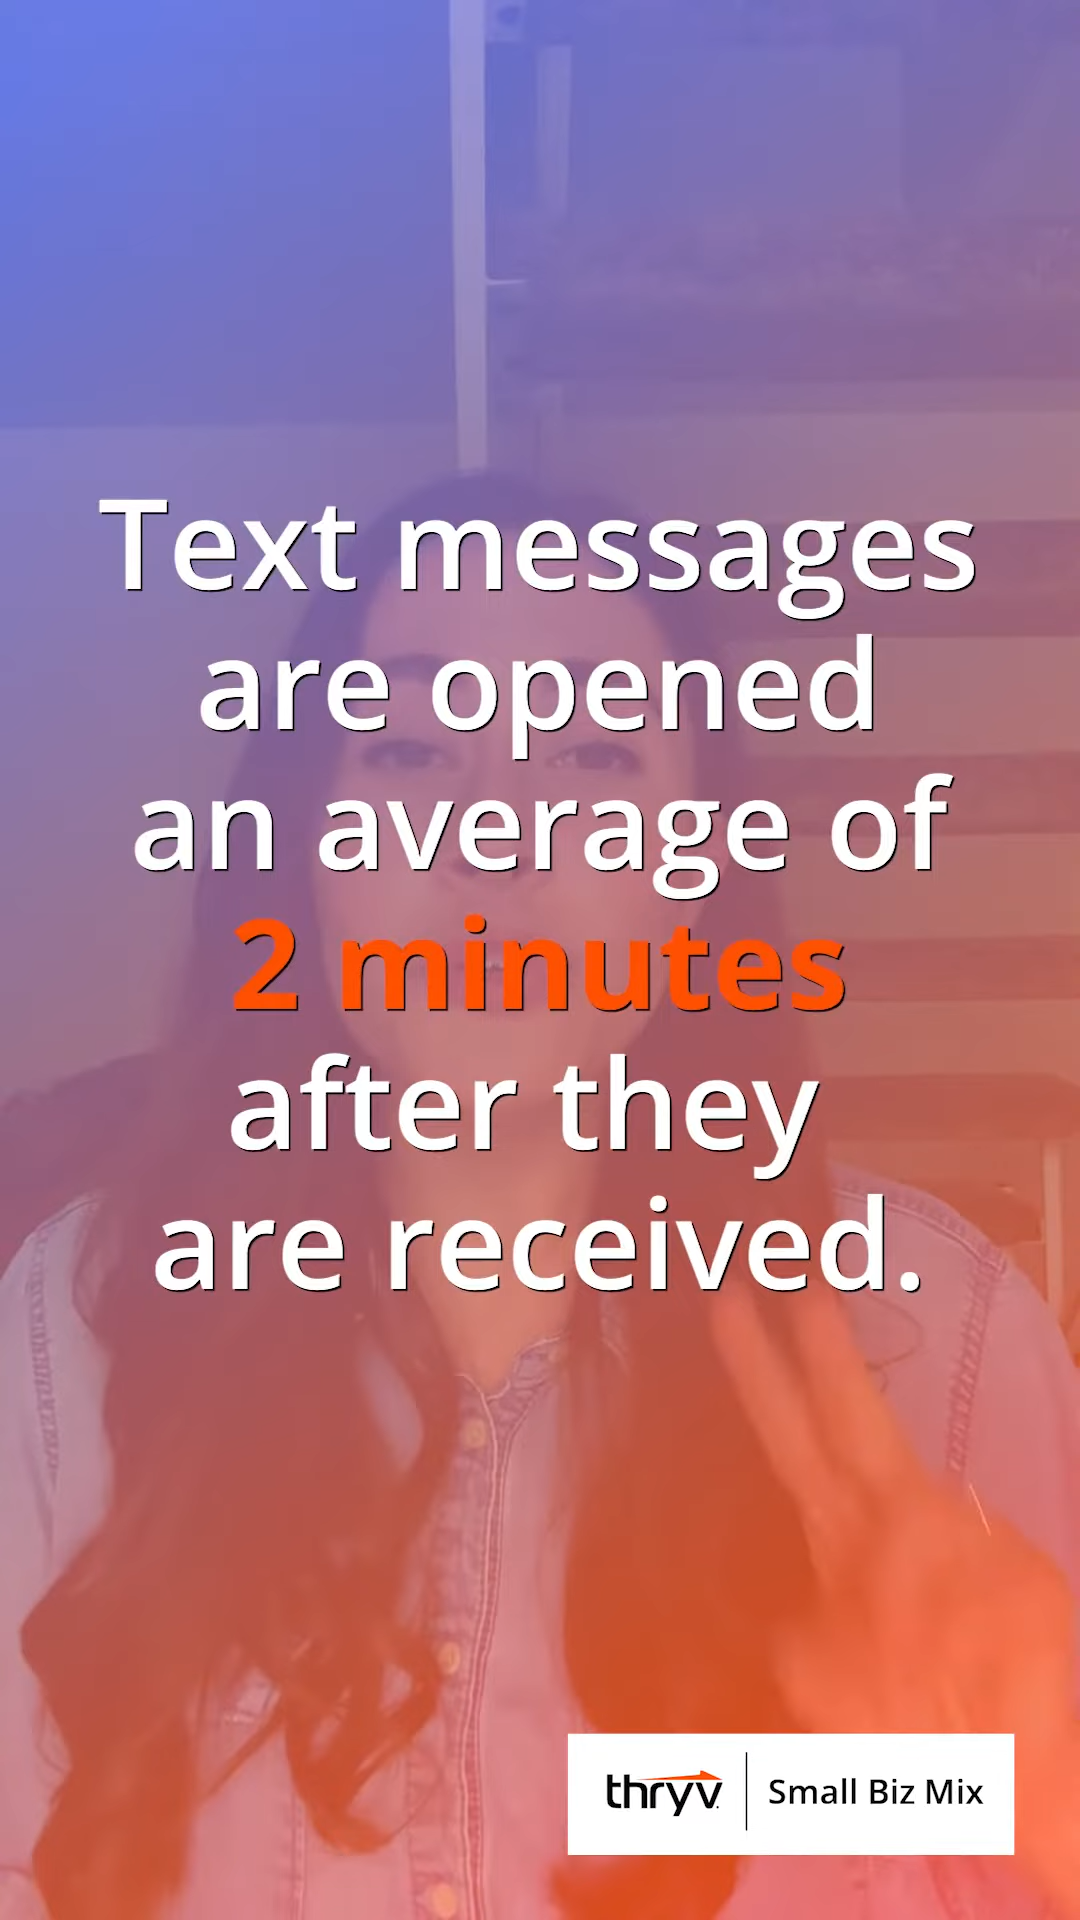 Text messages
are opened
an average of
2 minutes
after they
are received.
thryv | Small Biz Mix